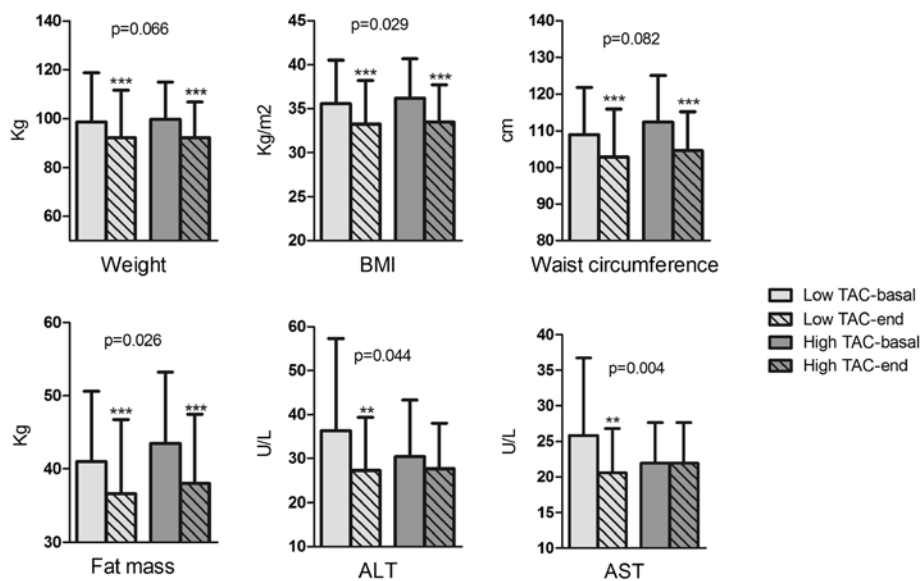 140
120
100
80
60
Kg
p=0.066
***
***
Weight
45
40
35
30
25
20
Kg/m2
p=0.029
***
***
BMI
140
130
120
110
100
90
80
cm
p=0.082
***
***
Waist circumference
60
50
40
30
Kg
p=0.026
***
***
Fat mass
60
50
40
30
20
10
U/L
p=0.044
**
ALT
40
35
30
25
20
15
10
U/L
p=0.004
**
AST
Low TAC-basal
Low TAC-end
High TAC-basal
High TAC-end